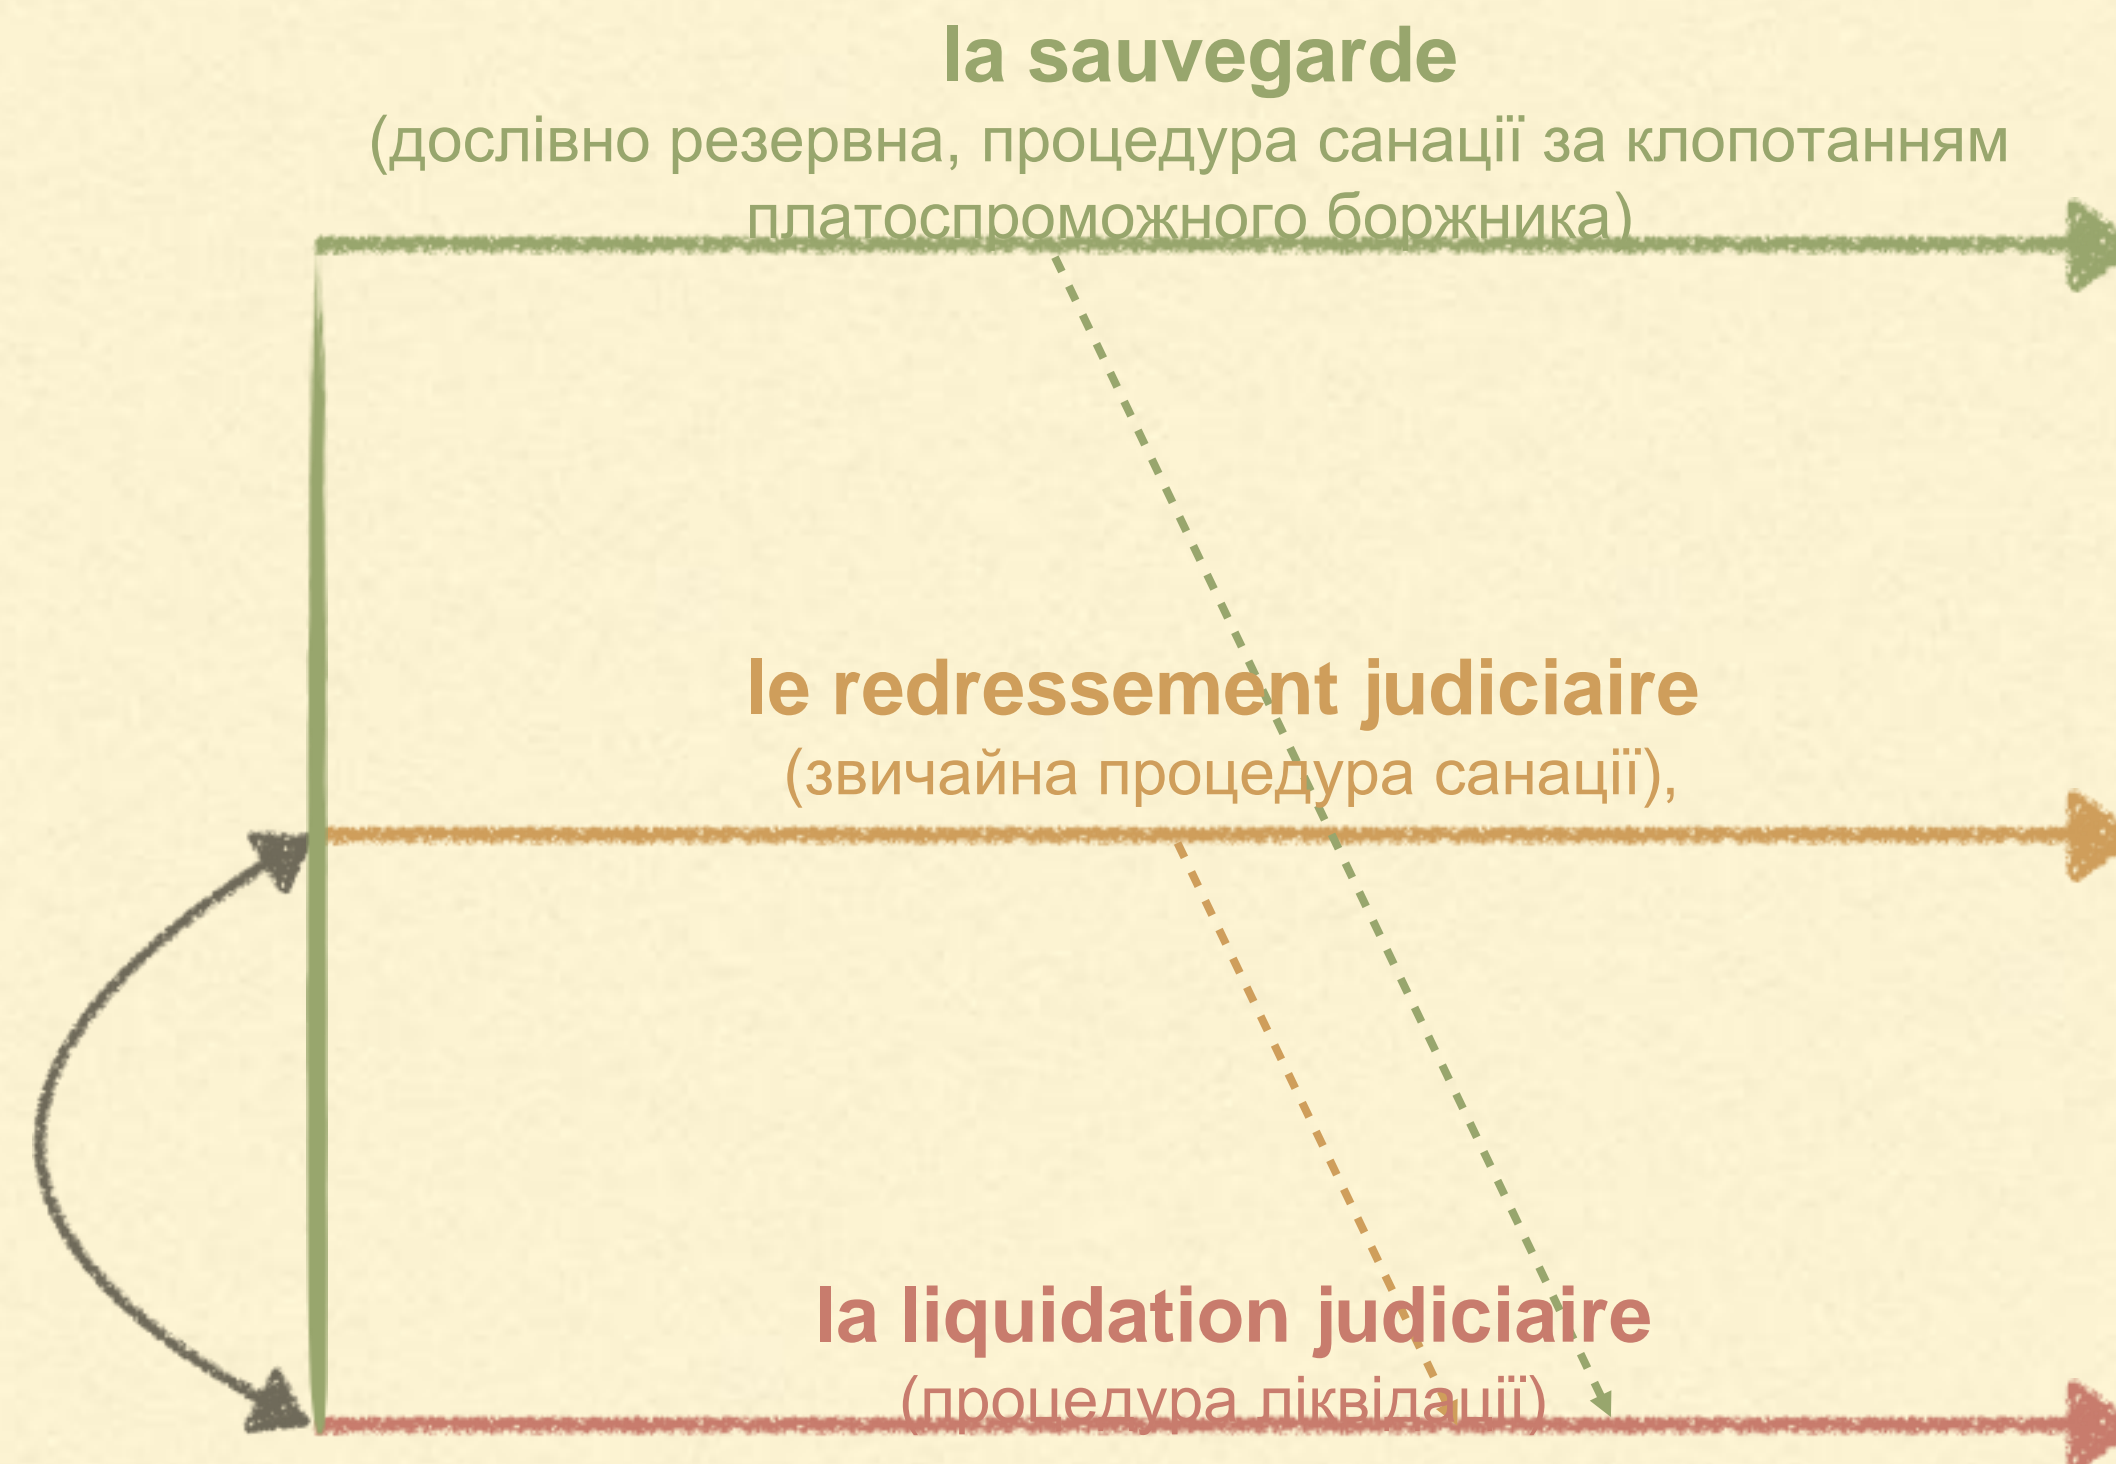 la sauvegarde
(дослівно резервна, процедура санації за клопотанням
платоспроможного боржника)
le redressement judiciaire
(звичайна процедура санації),
la liquidation judiciaire
(процедура ліквідації)